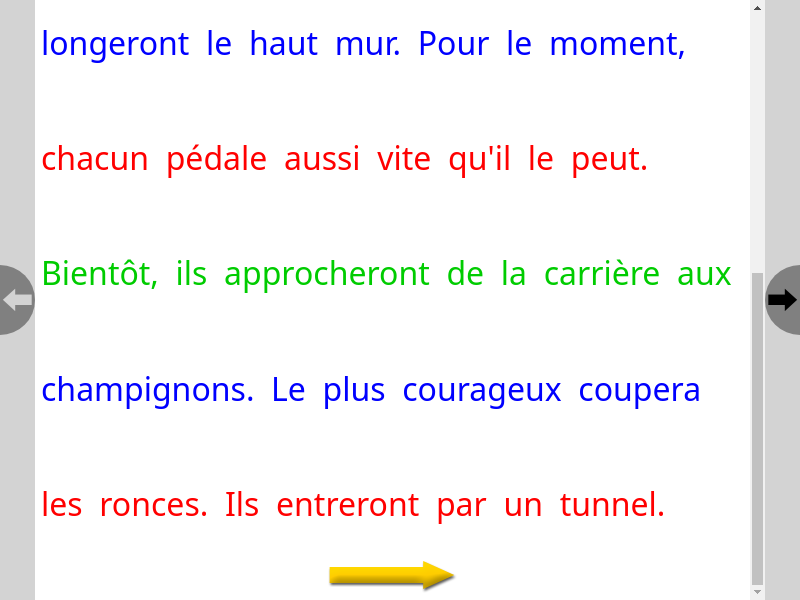 longeront le haut mur. Pour le moment,
chacun pédale aussi vite qu'il le peut.
Bientôt, ils approcheront de la carrière aux
champignons. Le plus courageux coupera
les ronces. Ils entreront par un tunnel.